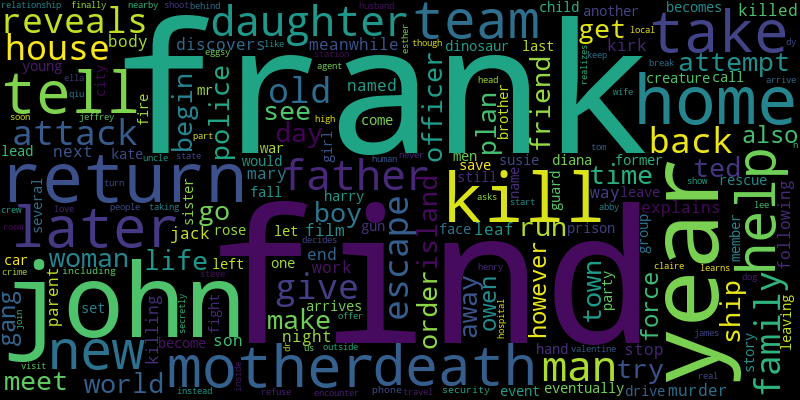 relationship finally nearby shoot behind husband child another becomes killed
reveals daughter team take
house body discovers meanwhile dinosaur last get kirk
frank
young city eggsy esther though agent station keep local realizes
tell police officer friend plan home
ella qiu mr old named creature call break arrive
soon jeffrey fire begin see come head brother wife
attack part war day high men tom attempt
lead next kate uncle state girl human never save susie diana former back also
return father kill time ted rescue
several turn would mary fall harry still name asks start guard way leave abby show
crew love people taking sister boy gun face leaf prison explains
later go rose let film island run group member lee
room jack
woman life left end decides escape however help
car crime including steve one work away owen town force claire learns dog
john give order party ship following
gang join parent set killing secretly fight arrives offer make henry hospital james
new become son night us dr hand stop story leaving
visit outside valentine real
meet world mother death man try family
instead inside refuse encounter phone travel security event eventually drive murder
find
year